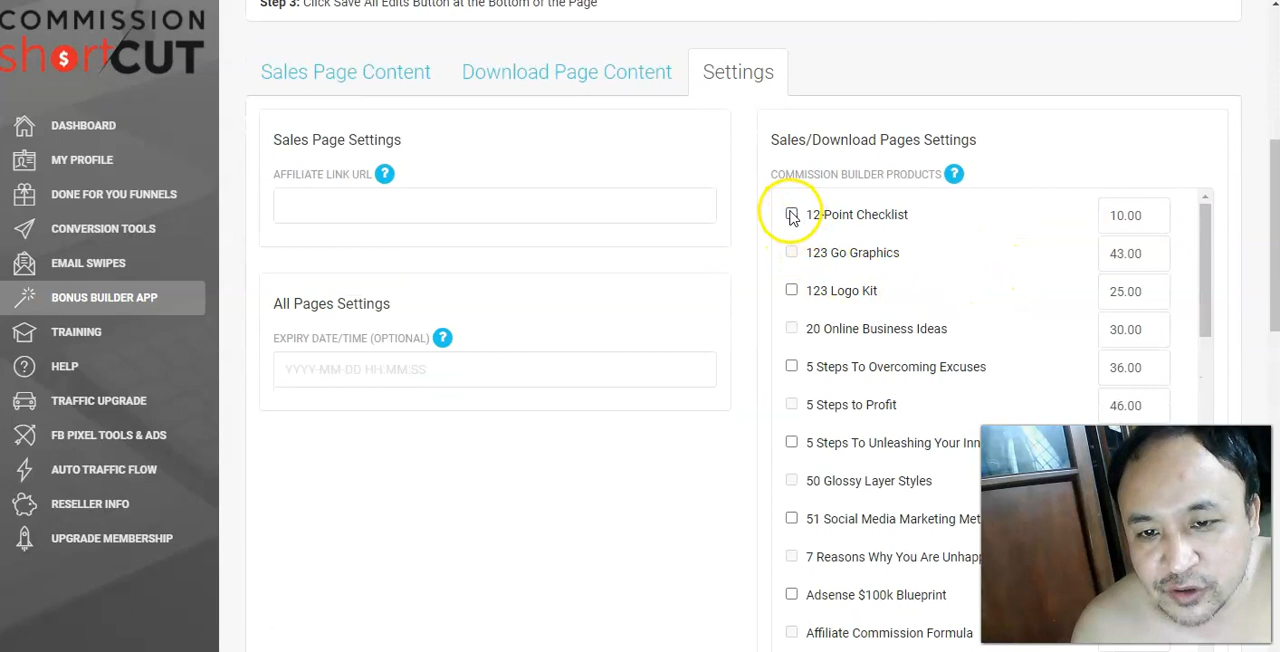 Step 3: Click Save All Edits Button at the Bottom of the Page
COMMISSION
shortCUT
$
DASHBOARD
MY PROFILE
DONE FOR YOU FUNNELS
CONVERSION TOOLS
EMAIL SWIPES
BONUS BUILDER APP
TRAINING
HELP
TRAFFIC UPGRADE
FB PIXEL TOOLS & ADS
AUTO TRAFFIC FLOW
RESELLER INFO
UPGRADE MEMBERSHIP
Sales Page Content
Download Page Content
Settings
Sales Page Settings
AFFILIATE LINK URL ?
All Pages Settings
EXPIRY DATE/TIME (OPTIONAL) ?
YYYY-MM-DD HH:MM:SS
Sales/Download Pages Settings
COMMISSION BUILDER PRODUCTS ?
12-Point Checklist 10.00
123 Go Graphics 43.00
123 Logo Kit 25.00
20 Online Business Ideas 30.00
5 Steps To Overcoming Excuses 36.00
5 Steps to Profit 46.00
5 Steps To Unleashing Your Inn
50 Glossy Layer Styles
51 Social Media Marketing Met
7 Reasons Why You Are Unhapp
Adsense $100k Blueprint
Affiliate Commission Formula